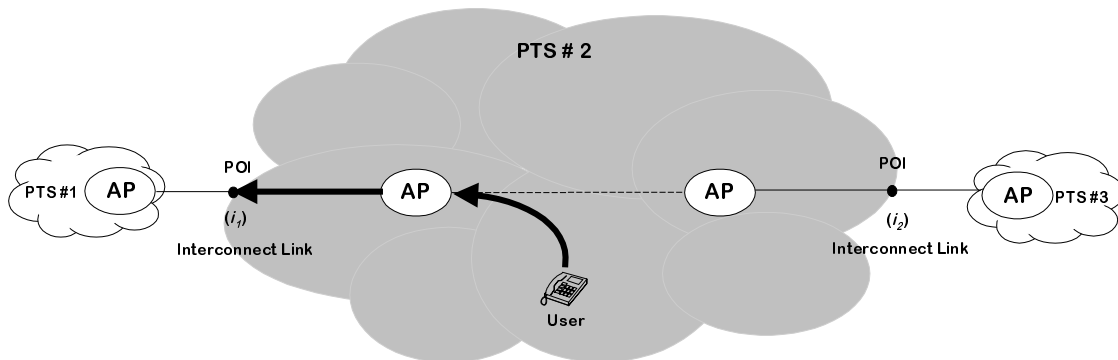 PTS # 2
POI
POI
PTS #1
AP
AP
AP
AP
PTS #3
(i1)
(i2)
Interconnect Link
Interconnect Link
User